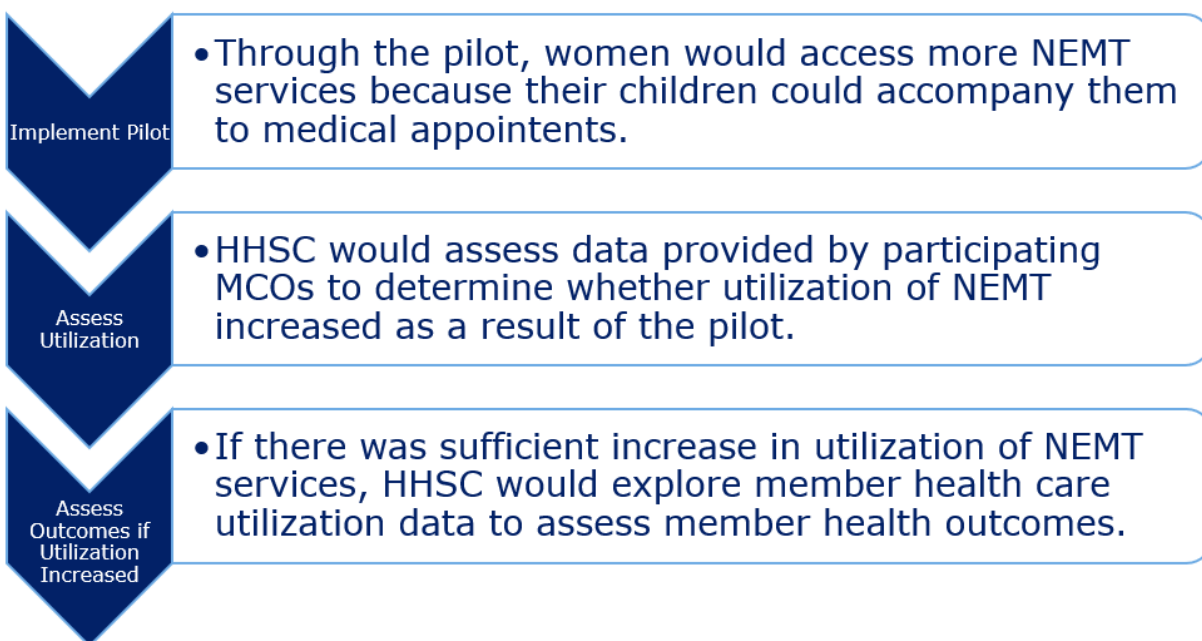 Implement Pilot
•Through the pilot, women would access more NEMT
services because their children could accompany them
to medical appointents.
Assess
Utilization
•HHSC would assess data provided by participating
MCOs to determine whether utilization of NEMT
increased as a result of the pilot.
Assess
Outcomes if
Utilization
Increased
•If there was sufficient increase in utilization of NEMT
services, HHSC would explore member health care
utilization data to assess member health outcomes.